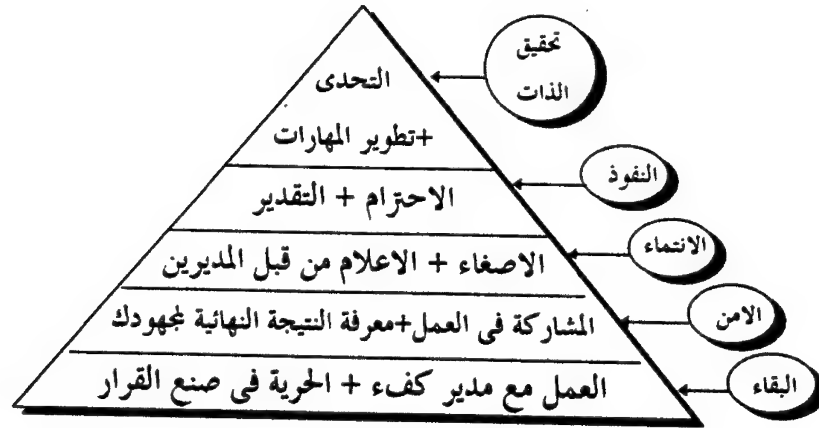 تحقيق
الذات
التحدى
+تطوير المهارات
النفوذ
الاحترام + التقدير
الانتماء
الاصغاء + الاعلام من قبل المديرين
الامن
المشاركة فى العمل+معرفة النتيجة النهائية لمجهودك
البقاء
العمل مع مدير كفء + الحرية فى صنع القرار